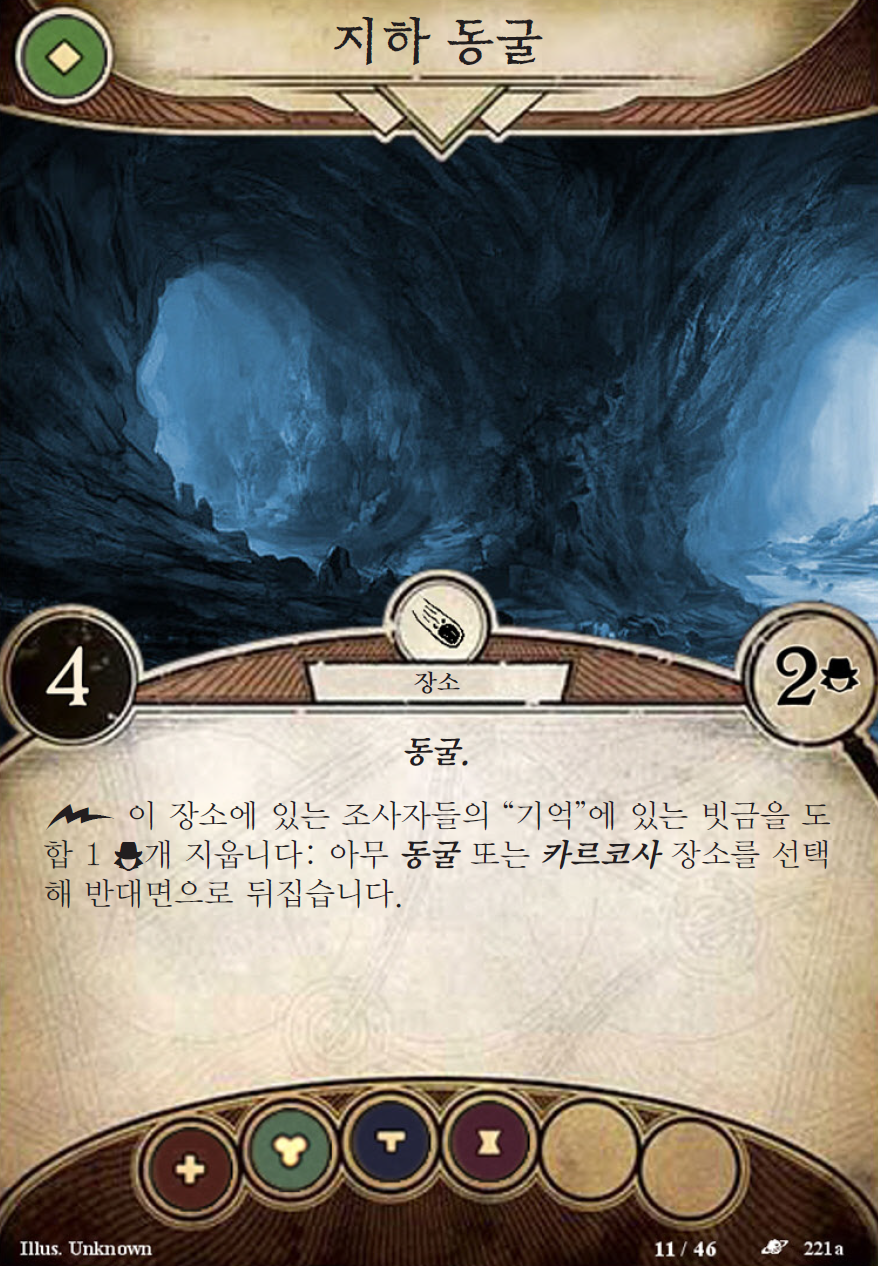 지하 동굴
4
장소
2
동굴.
이 장소에 있는 조사자들의 “기억”에 있는 빗금을 도
합 1 개 지웁니다: 아무 동굴 또는 카르코사 장소를 선택
해 반대면으로 뒤집습니다.
Illus. Unknown
11 / 46
221a